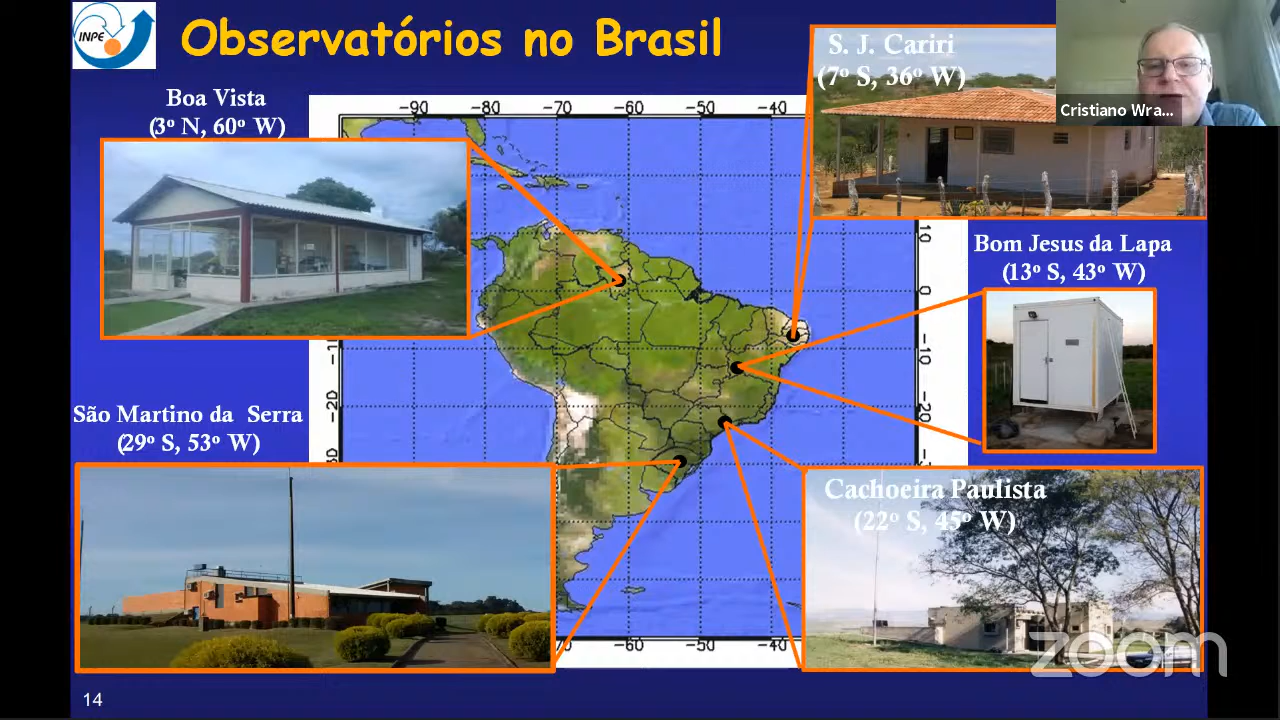 INPE
Observatórios no Brasil
S. J. Cariri
(7º S, 36º W)
Cristiano Wra...
Boa Vista
(3º N, 60º W)
-90 -80 -70 -60 -50 -40
10
0
-10
-20
Bom Jesus da Lapa
(13º S, 43º W)
-10
-20
São Martino da Serra
(29º S, 53º W)
Cachoeira Paulista
(22º S, 45º W)
-60 -50 -40
zoom
14